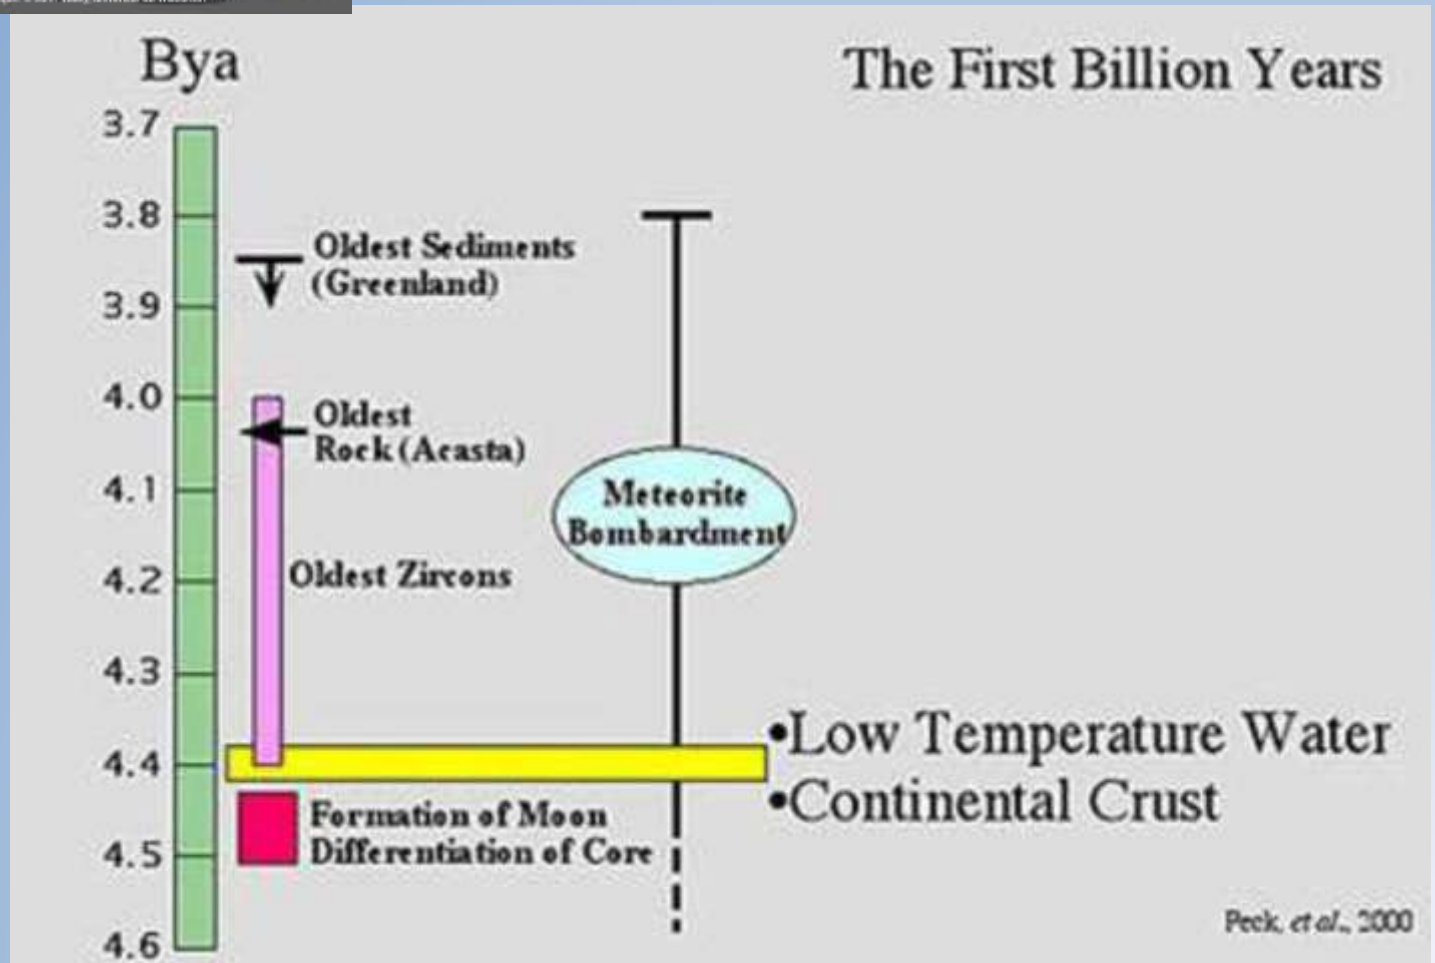 Bya
The First Billion Years
3.7
3.8
Oldest Sediments
(Greenland)
3.9
4.0
Oldest
Rock (Acasta)
4.1
Meteorite
Bombardment
4.2
Oldest Zircons
4.3
•Low Temperature Water
4.4
•Continental Crust
Formation of Moon
Differentiation of Core
4.5
Peck, et al., 2000
4.6